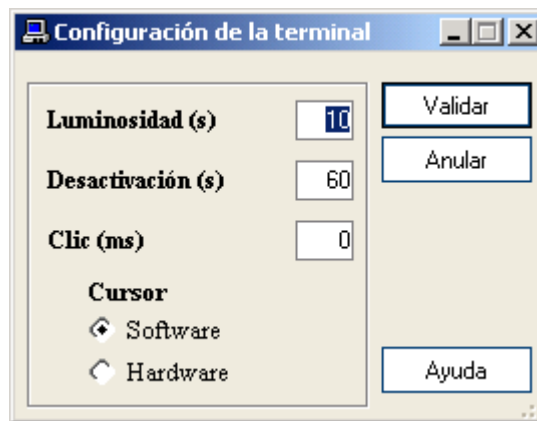 Configuración de la terminal
Luminosidad (s) 10
Validar
Anular
Desactivación (s) 60
Clic (ms) 0
Cursor
Software
Hardware
Ayuda